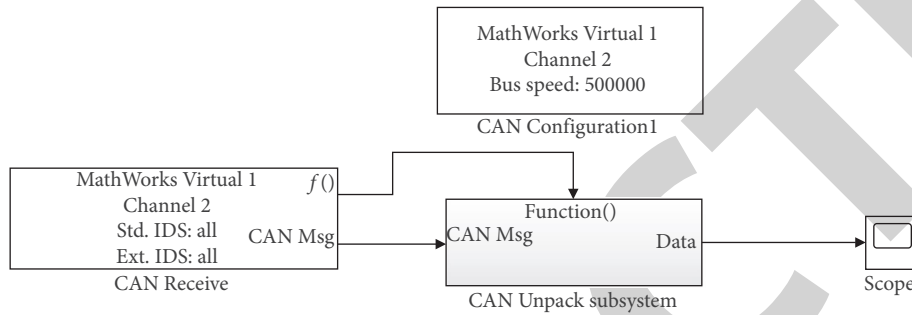 MathWorks Virtual 1
Channel 2
Bus speed: 500000
CAN Configuration1
MathWorks Virtual 1
Channel 2
Std. IDS: all
Ext. IDS: all
f()
CAN Msg
CAN Receive
Function()
CAN Msg
Data
CAN Unpack subsystem
Scope